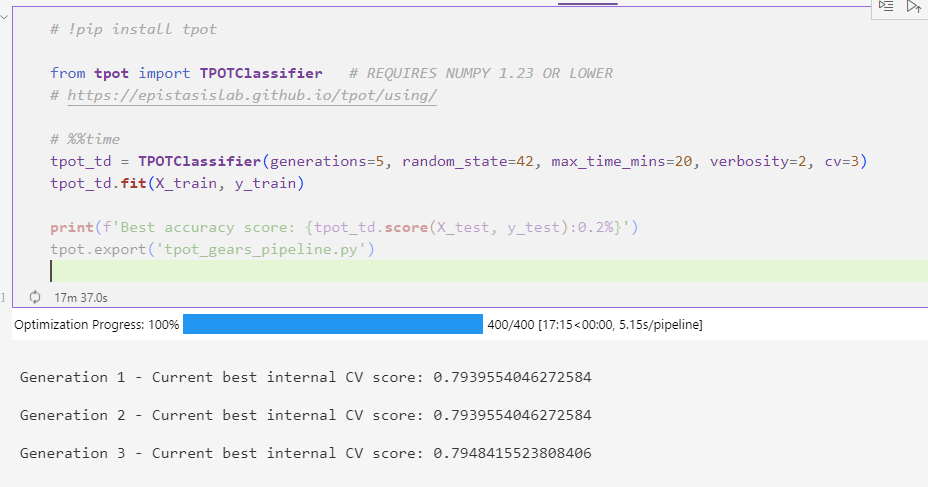 # !pip install tpot
from tpot import TPOTClassifier   # REQUIRES NUMPY 1.23 OR LOWER
# https://epistasislab.github.io/tpot/using/
# %%time
tpot_td = TPOTClassifier(generations=5, random_state=42, max_time_mins=20, verbosity=2, cv=3)
tpot_td.fit(X_train, y_train)
print(f'Best accuracy score: {tpot_td.score(X_test, y_test):0.2%}')
tpot.export('tpot_gears_pipeline.py')
] 17m 37.0s
Optimization Progress: 100% 400/400 [17:15<00:00, 5.15s/pipeline]
Generation 1 - Current best internal CV score: 0.7939554046272584
Generation 2 - Current best internal CV score: 0.7939554046272584
Generation 3 - Current best internal CV score: 0.7948415523808406